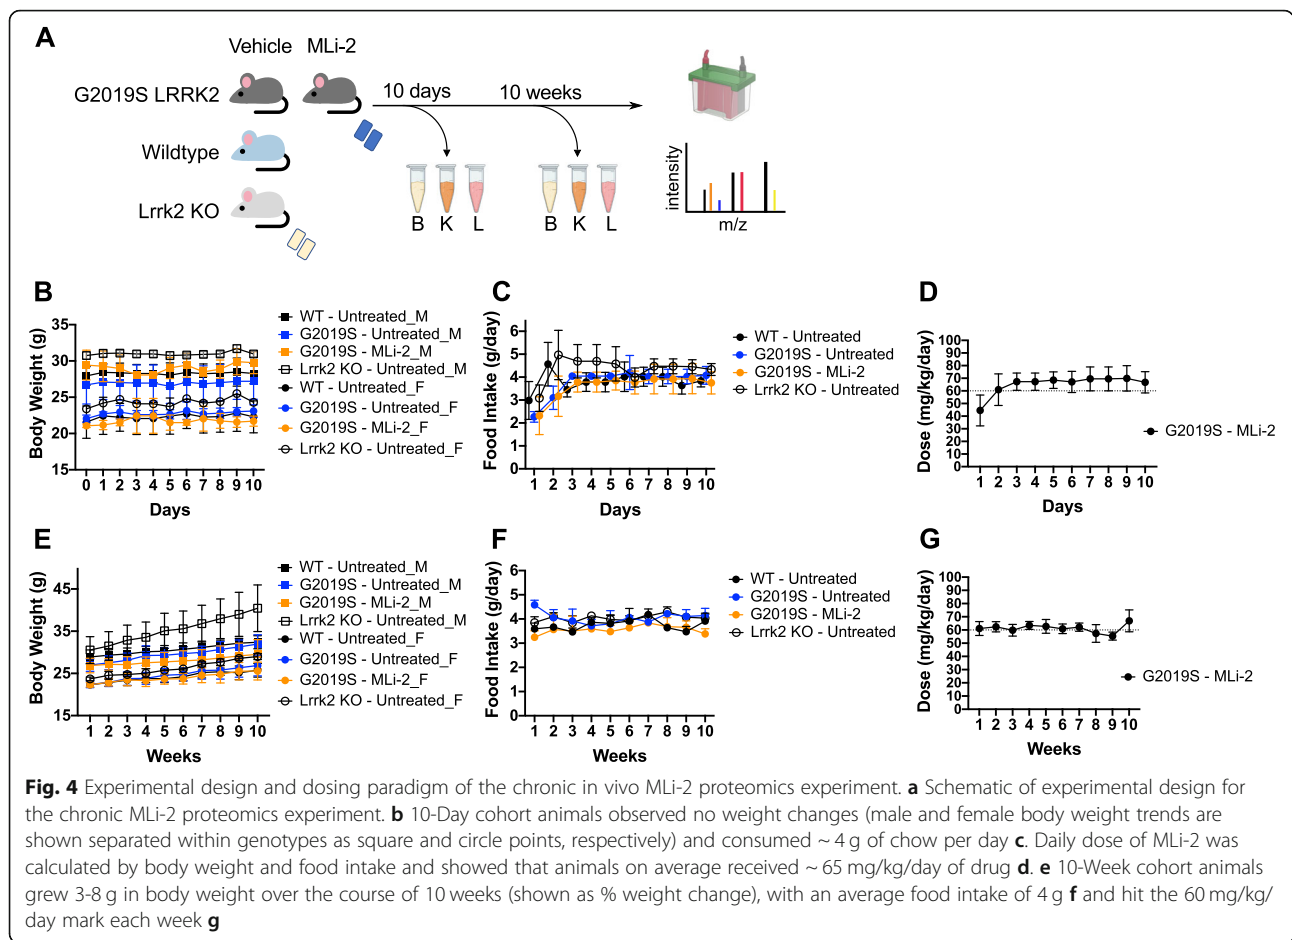 A
Vehicle MLi-2
G2019S LRRK2
10 days
10 weeks
Wildtype
Lrrk2 KO
B K L
B K L
intensity
m/z
B
Body Weight (g)
35
30
25
20
15
0 1 2 3 4 5 6 7 8 9 10
Days
WT - Untreated_M
G2019S - Untreated_M
G2019S - MLi-2_M
Lrrk2 KO - Untreated_M
WT - Untreated_F
G2019S - Untreated_F
G2019S - MLi-2_F
Lrrk2 KO - Untreated_F
C
Food Intake (g/day)
6
5
4
3
2
1
0
1 2 3 4 5 6 7 8 9 10
Days
WT - Untreated
G2019S - Untreated
G2019S - MLi-2
Lrrk2 KO - Untreated
D
Dose (mg/kg/day)
100
90
80
70
60
50
40
30
20
10
0
1 2 3 4 5 6 7 8 9 10
Days
G2019S - MLi-2
E
Body Weight (g)
45
35
25
15
1 2 3 4 5 6 7 8 9 10
Weeks
WT - Untreated_M
G2019S - Untreated_M
G2019S - MLi-2_M
Lrrk2 KO - Untreated_M
WT - Untreated_F
G2019S - Untreated_F
G2019S - MLi-2_F
Lrrk2 KO - Untreated_F
F
Food Intake (g/day)
6
5
4
3
2
1
0
1 2 3 4 5 6 7 8 9 10
Weeks
WT - Untreated
G2019S - Untreated
G2019S - MLi-2
Lrrk2 KO - Untreated
G
Dose (mg/kg/day)
100
90
80
70
60
50
40
30
20
10
0
1 2 3 4 5 6 7 8 9 10
Weeks
G2019S - MLi-2
Fig. 4 Experimental design and dosing paradigm of the chronic in vivo MLi-2 proteomics experiment. a Schematic of experimental design for
the chronic MLi-2 proteomics experiment. b 10-Day cohort animals observed no weight changes (male and female body weight trends are
shown separated within genotypes as square and circle points, respectively) and consumed ~ 4 g of chow per day c. Daily dose of MLi-2 was
calculated by body weight and food intake and showed that animals on average received ~ 65 mg/kg/day of drug d. e 10-Week cohort animals
grew 3-8 g in body weight over the course of 10 weeks (shown as % weight change), with an average food intake of 4 g f and hit the 60 mg/kg/
day mark each week g